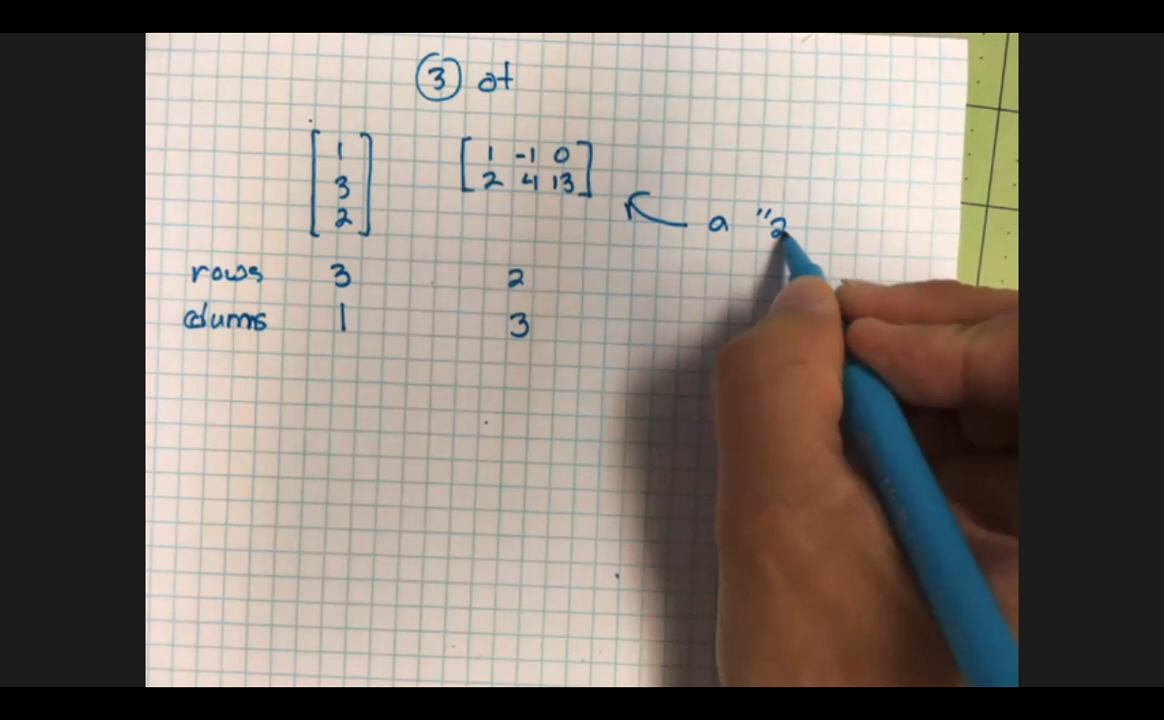 3 at
[1 3 2] [1 -1 0
2 4 13]
a "2
rows 3 2
colums 1 3